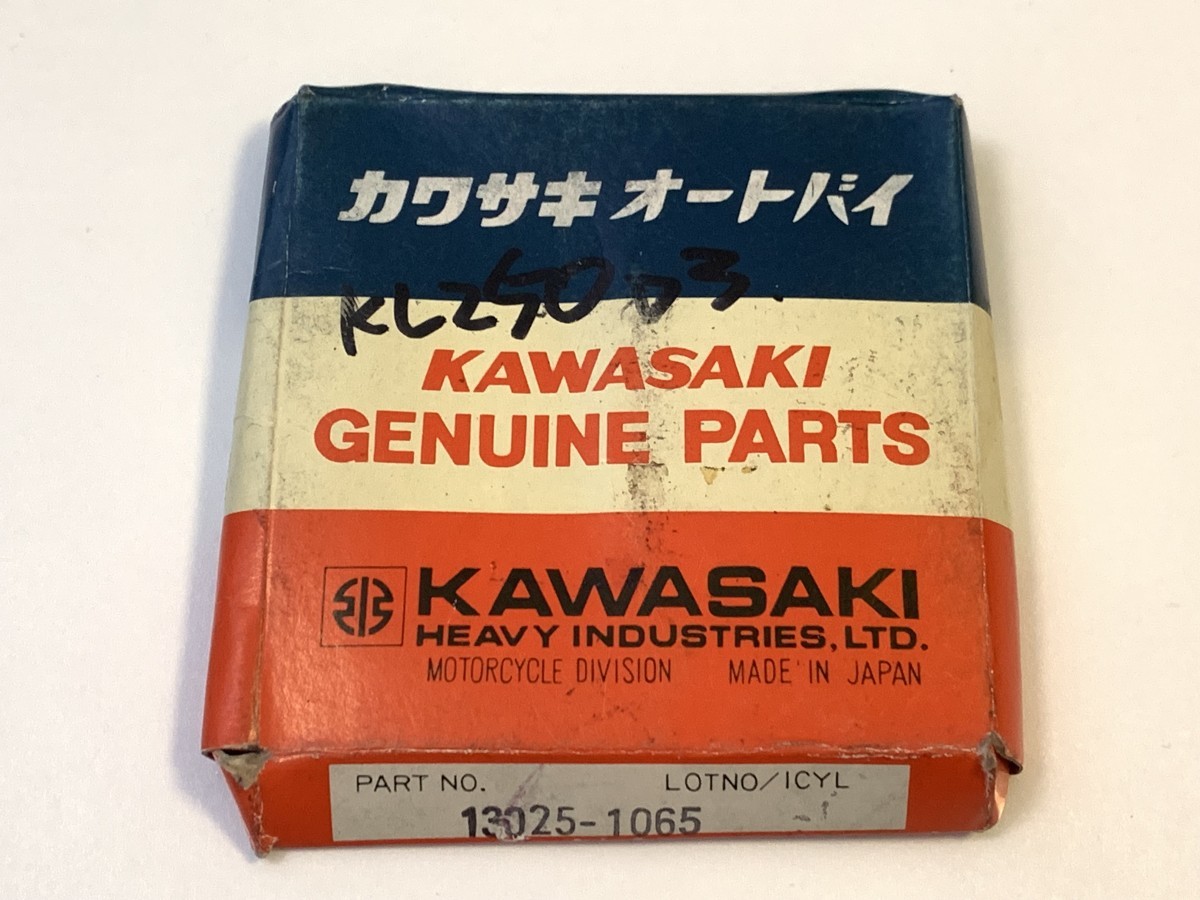 カワサキ オートバイ
KL250 D3.
KAWASAKI
GENUINE PARTS
KAWASAKI
HEAVY INDUSTRIES, LTD.
MOTORCYCLE DIVISION MADE IN JAPAN
PART NO. LOTNO/1CYL
13025-1065